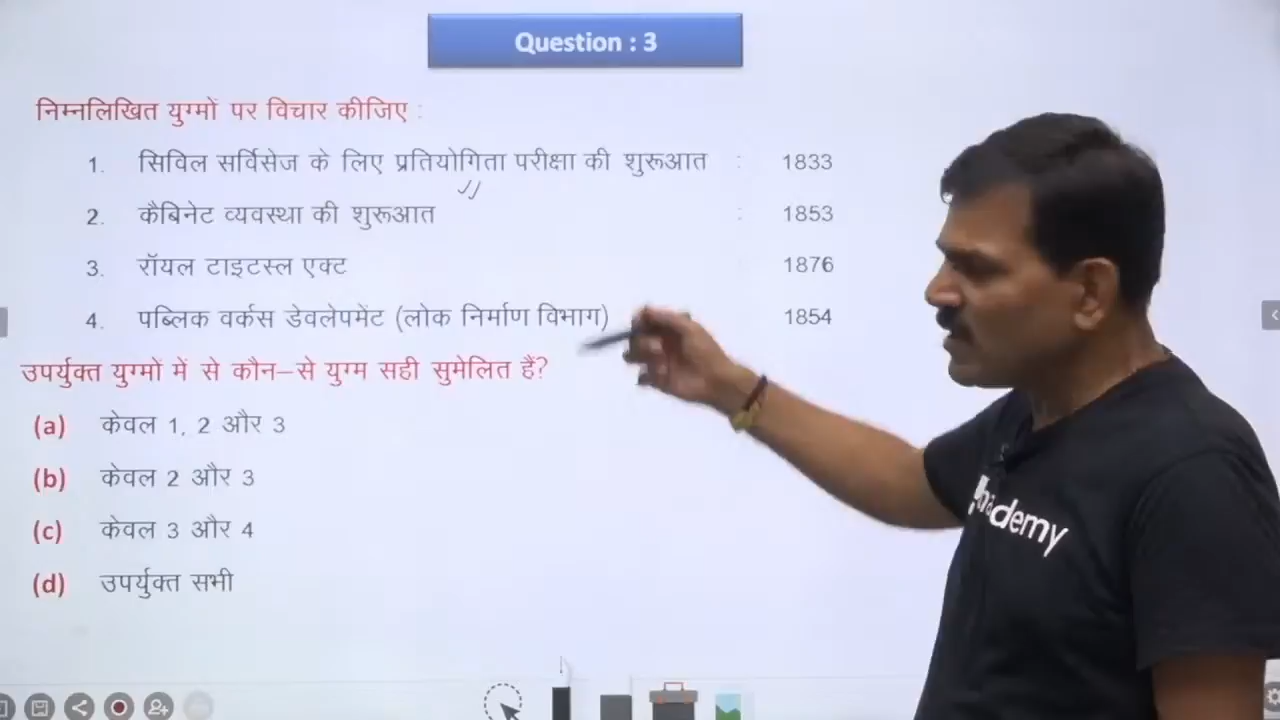 Question : 3
निम्नलिखित युग्मों पर विचार कीजिए :
1. सिविल सर्विसेज के लिए प्रतियोगिता परीक्षा की शुरूआत : 1833
2. कैबिनेट व्यवस्था की शुरूआत : 1853
3. रॉयल टाइटस्ल एक्ट 1876
4. पब्लिक वर्कस डेवलेपमेंट (लोक निर्माण विभाग) 1854
उपर्युक्त युग्मों में से कौन–से युग्म सही सुमेलित हैं?
(a) केवल 1, 2 और 3
(b) केवल 2 और 3
(c) केवल 3 और 4
(d) उपर्युक्त सभी